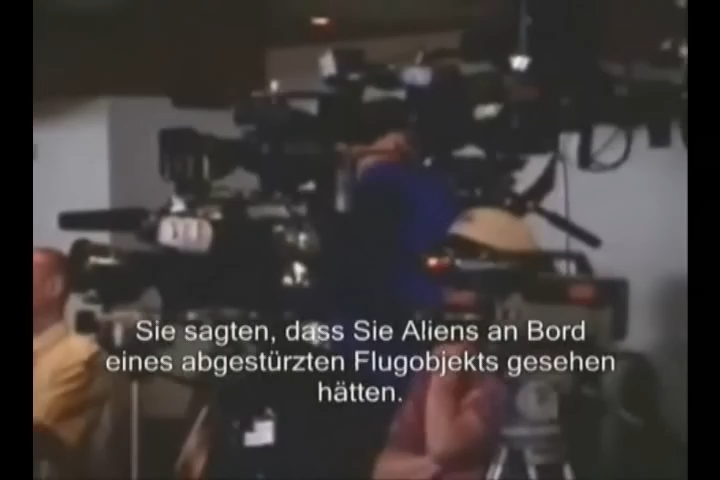 Sie sagten, dass Sie Aliens an Bord
eines abgestürzten Flugobjekts gesehen
hätten.